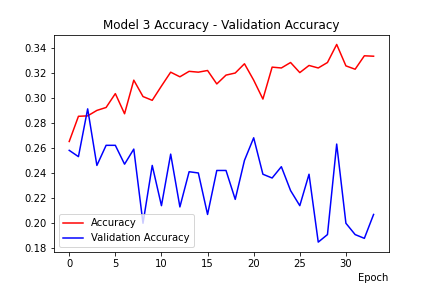 Model 3 Accuracy - Validation Accuracy
0.34
0.32
0.30
0.28
0.26
0.24
0.22
0.20
0.18
Accuracy
Validation Accuracy
0 5 10 15 20 25 30
Epoch